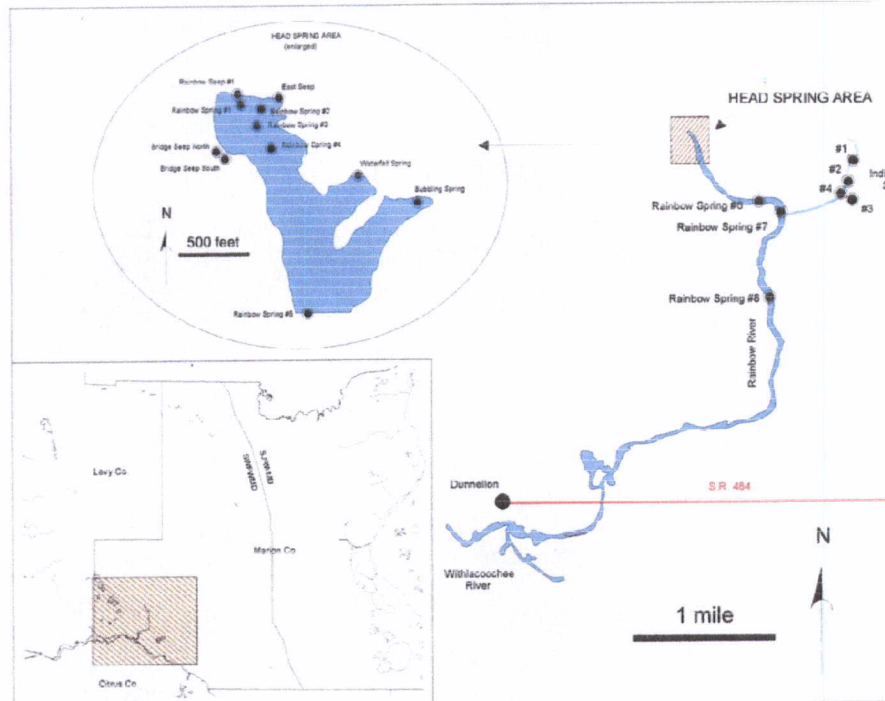 HEAD SPRING AREA
(enlarged)
Rainbow Seep #1
East Seep
Rainbow Spring #1
Rainbow Spring #2
Rainbow Spring #3
Bridge Seep North
Rainbow Spring #4
Bridge Seep South
Waterfall Spring
Bubbling Spring
N
500 feet
Rainbow Spring #5
HEAD SPRING AREA
#1
#2
#4
#3
Rainbow Spring #6
Rainbow Spring #7
Rainbow Spring #8
Rainbow River
Dunnellon
S.R. 484
Withlacoochee
River
N
1 mile
Levy Co.
SJRWMD
SWFWMD
Marion Co.
Citrus Co.